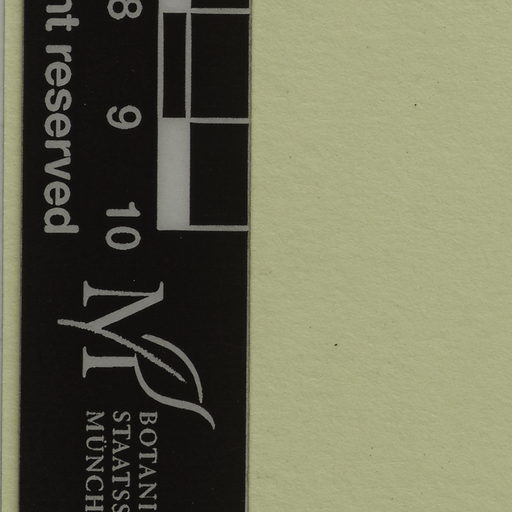 8 9 10
nt reserved
M
BOTANI
STAATSS
MÜNCH